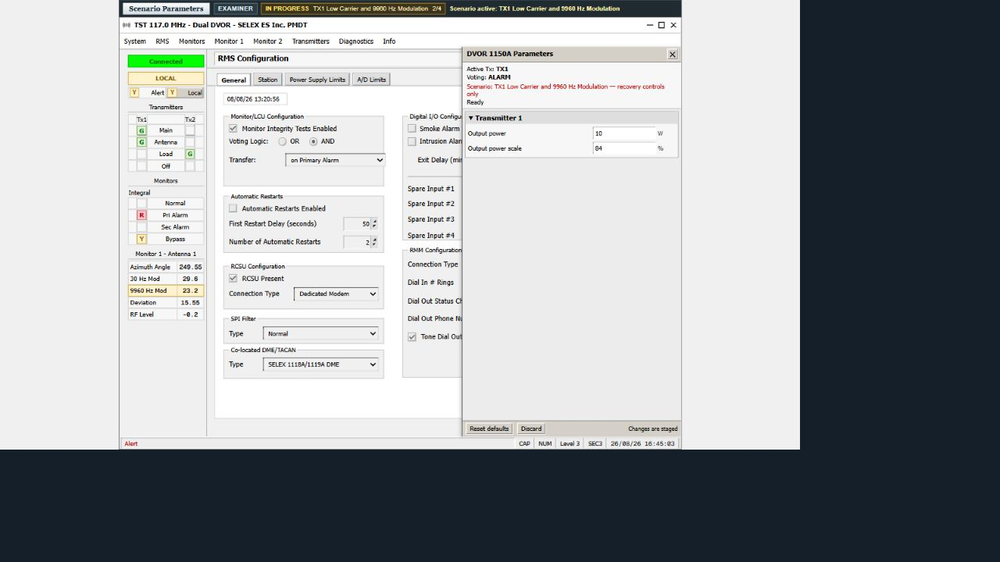 Scenario Parameters EXAMINER IN PROGRESS TX1 Low Carrier and 9960 Hz Modulation 2/4 Scenario active: TX1 Low Carrier and 9960 Hz Modulation
TST 117.0 MHz - Dual DVOR - SELEX ES Inc. PMDT
System RMS Monitors Monitor 1 Monitor 2 Transmitters Diagnostics Info
Connected
LOCAL
Y Alert Y Local
Transmitters
Tx1 Tx2
G Main
G Antenna
Load G
Off
Monitors
Integral
Normal
R Pri Alarm
Sec Alarm
Y Bypass
Monitor 1 - Antenna 1
Azimuth Angle 249.55
30 Hz Mod 29.6
9960 Hz Mod 23.2
Deviation 15.55
RF Level -0.2
RMS Configuration
General Station Power Supply Limits A/D Limits
08/08/26 13:20:56
Monitor/LCU Configuration
Monitor Integrity Tests Enabled
Voting Logic: OR AND
Transfer: on Primary Alarm
Automatic Restarts
Automatic Restarts Enabled
First Restart Delay (seconds) 50
Number of Automatic Restarts 2
RCSU Configuration
RCSU Present
Connection Type Dedicated Modem
SPI Filter
Type Normal
Co-located DME/TACAN
Type SELEX 1118A/1119A DME
Digital I/O Configu
Smoke Alarm
Intrusion Alar
Exit Delay (mi
Spare Input #1
Spare Input #2
Spare Input #3
Spare Input #4
RMM Configuration
Connection Type
Dial In # Rings
Dial Out Status Ch
Dial Out Phone Nu
Tone Dial Out
DVOR 1150A Parameters
Active Tx: TX1
Voting: ALARM
Scenario: TX1 Low Carrier and 9960 Hz Modulation — recovery controls
only
Ready
▼ Transmitter 1
Output power 10 W
Output power scale 84 %
Reset defaults Discard Changes are staged
Alert CAP NUM Level 3 SEC3 26/08/26 16:45:03